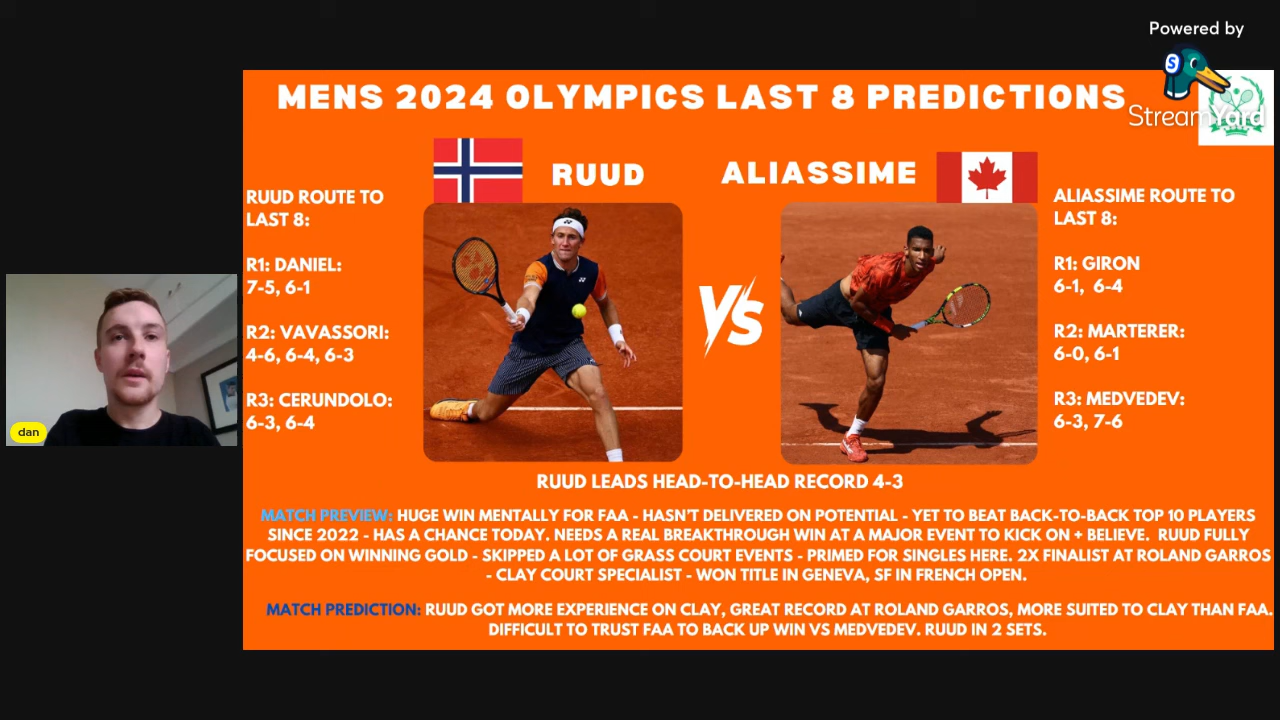 Powered by
StreamYard
S
MENS 2024 OLYMPICS LAST 8 PREDICTIONS
RUUD
ALIASSIME
RUUD ROUTE TO
LAST 8:
R1: DANIEL:
7-5, 6-1
R2: VAVASSORI:
4-6, 6-4, 6-3
R3: CERUNDOLO:
6-3, 6-4
VS
ALIASSIME ROUTE TO
LAST 8:
R1: GIRON
6-1, 6-4
R2: MARTERER:
6-0, 6-1
R3: MEDVEDEV:
6-3, 7-6
dan
RUUD LEADS HEAD-TO-HEAD RECORD 4-3
MATCH PREVIEW: HUGE WIN MENTALLY FOR FAA - HASN'T DELIVERED ON POTENTIAL - YET TO BEAT BACK-TO-BACK TOP 10 PLAYERS
SINCE 2022 - HAS A CHANCE TODAY. NEEDS A REAL BREAKTHROUGH WIN AT A MAJOR EVENT TO KICK ON + BELIEVE. RUUD FULLY
FOCUSED ON WINNING GOLD - SKIPPED A LOT OF GRASS COURT EVENTS - PRIMED FOR SINGLES HERE. 2X FINALIST AT ROLAND GARROS
- CLAY COURT SPECIALIST - WON TITLE IN GENEVA, SF IN FRENCH OPEN.
MATCH PREDICTION: RUUD GOT MORE EXPERIENCE ON CLAY, GREAT RECORD AT ROLAND GARROS, MORE SUITED TO CLAY THAN FAA.
DIFFICULT TO TRUST FAA TO BACK UP WIN VS MEDVEDEV. RUUD IN 2 SETS.